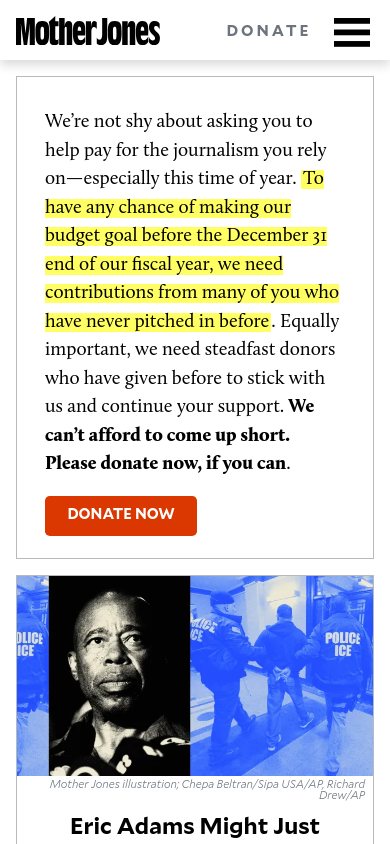 Mother Jones
DONATE
We’re not shy about asking you to
help pay for the journalism you rely
on—especially this time of year. To
have any chance of making our
budget goal before the December 31
end of our fiscal year, we need
contributions from many of you who
have never pitched in before. Equally
important, we need steadfast donors
who have given before to stick with
us and continue your support. We
can’t afford to come up short.
Please donate now, if you can.
DONATE NOW
OLICE
ICE
POLICE
ICE
POLICE
ICE
Mother Jones illustration; Chepa Beltran/Sipa USA/AP, Richard
Drew/AP
Eric Adams Might Just